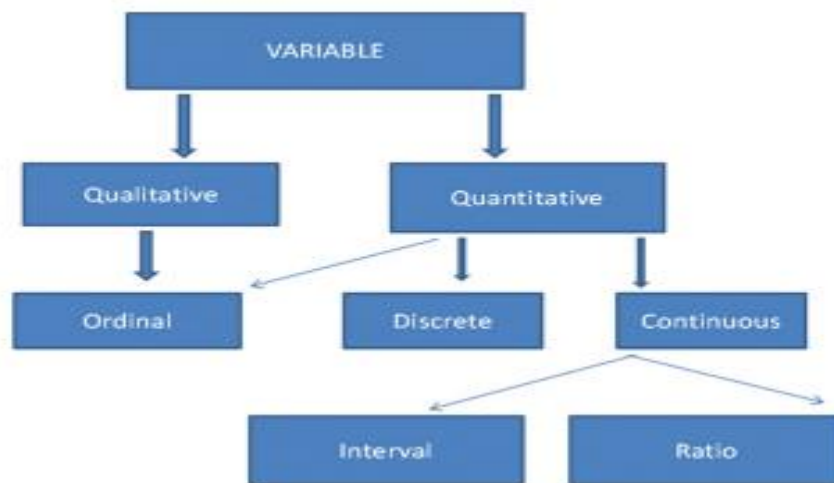 VARIABLE
Qualitative
Quantitative
Ordinal
Discrete
Continuous
Interval
Ratio